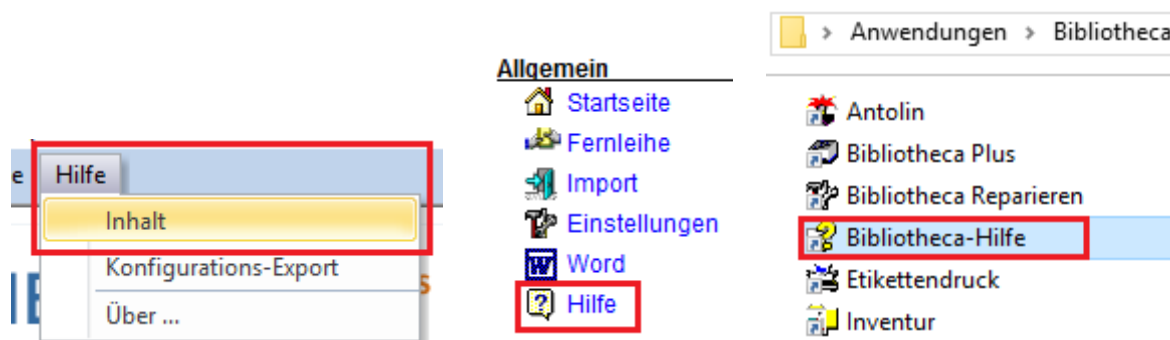 e Hilfe
Inhalt
Konfigurations-Export
Über ...
Allgemein
Startseite
Fernleihe
Import
Einstellungen
Word
Hilfe
Anwendungen > Bibliotheca
Antolin
Bibliotheca Plus
Bibliotheca Reparieren
Bibliotheca-Hilfe
Etikettendruck
Inventur